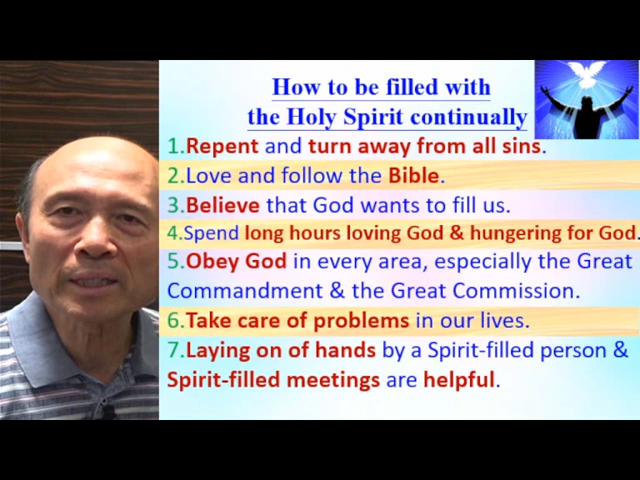 How to be filled with
the Holy Spirit continually
1.Repent and turn away from all sins.
2.Love and follow the Bible.
3.Believe that God wants to fill us.
4.Spend long hours loving God & hungering for God.
5.Obey God in every area, especially the Great
Commandment & the Great Commission.
6.Take care of problems in our lives.
7.Laying on of hands by a Spirit-filled person &
Spirit-filled meetings are helpful.